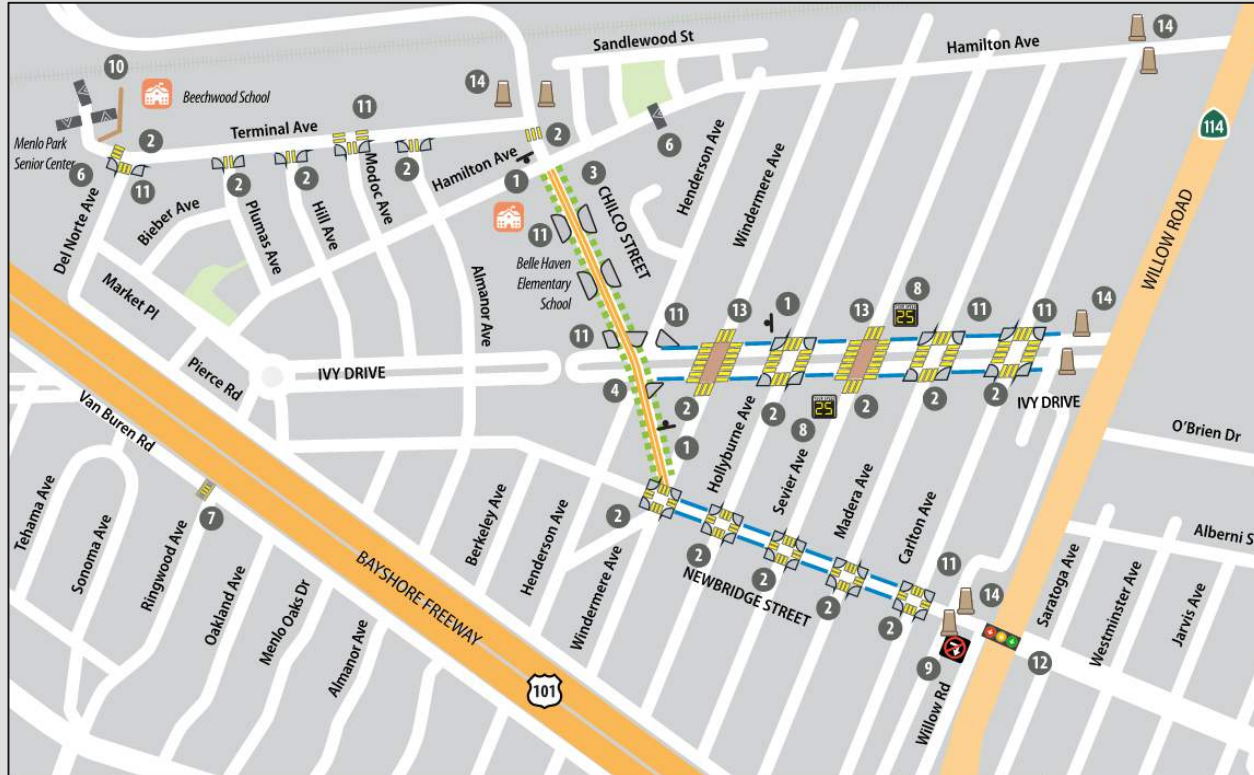 Sandlewood St
Hamilton Ave
14
10
14
114
Beechwood School
11
Terminal Ave
2
Menlo Park
Senior Center
6
2
11
2
2
Modoc Ave
2
Hamilton Ave
1
3
6
Henderson Ave
Windermere Ave
WILLOW ROAD
Del Norte Ave
Bieber Ave
Plumas Ave
Hill Ave
11
CHILCO STREET
Belle Haven
Elementary
School
Almanor Ave
Market Pl
Pierce Rd
IVY DRIVE
11
11
13
1
13
8
25
11
11
14
4
2
Hollyburne Ave
2
8
25
Sevier Ave
2
2
2
IVY DRIVE
O'Brien Dr
1
Van Buren Rd
Tehama Ave
Sonoma Ave
Ringwood Ave
7
Oakland Ave
Menlo Oaks Dr
Almanor Ave
BAYSHORE FREEWAY
101
Berkeley Ave
Henderson Ave
Windermere Ave
2
2
2
2
2
NEWBRIDGE STREET
Madera Ave
Carlton Ave
11
14
9
Willow Rd
12
Saratoga Ave
Westminster Ave
Jarvis Ave
Alberni S